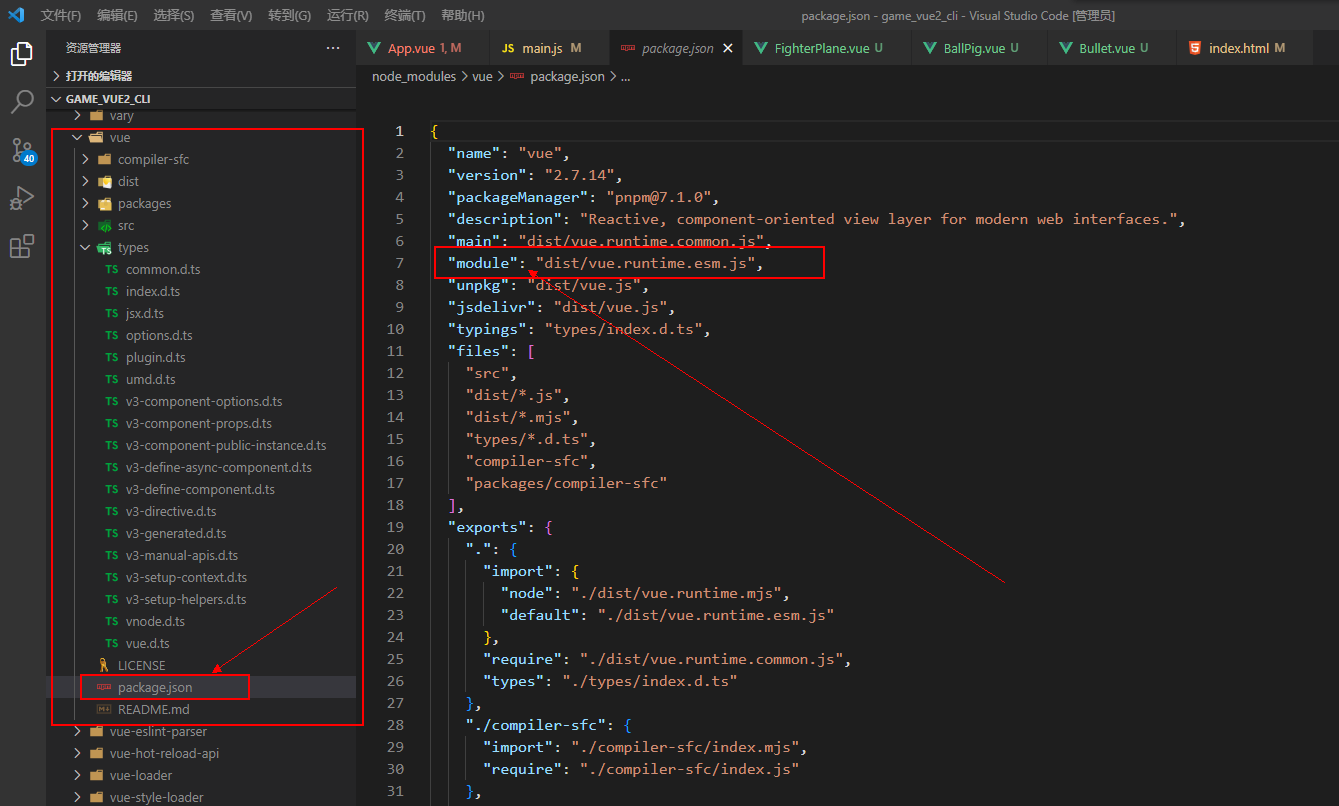 文件(F) 编辑(E) 选择(S) 查看(V) 转到(G) 运行(R) 终端(T) 帮助(H) package.json - game_vue2_cli - Visual Studio Code [管理员]
资源管理器 ···
App.vue 1, M JS main.js M package.json FighterPlane.vue U BallPig.vue U Bullet.vue U index.html M
打开的编辑器
node_modules > vue > package.json > ...
GAME_VUE2_CLI
vary
vue
compiler-sfc
dist
packages
src
types
TS common.d.ts
TS index.d.ts
TS jsx.d.ts
TS options.d.ts
TS plugin.d.ts
TS umd.d.ts
TS v3-component-options.d.ts
TS v3-component-props.d.ts
TS v3-component-public-instance.d.ts
TS v3-define-async-component.d.ts
TS v3-define-component.d.ts
TS v3-directive.d.ts
TS v3-generated.d.ts
TS v3-manual-apis.d.ts
TS v3-setup-context.d.ts
TS v3-setup-helpers.d.ts
TS vnode.d.ts
TS vue.d.ts
LICENSE
package.json
README.md
vue-eslint-parser
vue-hot-reload-api
vue-loader
vue-style-loader
40
1 {
2 "name": "vue",
3 "version": "2.7.14",
4 "packageManager": "pnpm@7.1.0",
5 "description": "Reactive, component-oriented view layer for modern web interfaces.",
6 "main": "dist/vue.runtime.common.js",
7 "module": "dist/vue.runtime.esm.js",
8 "unpkg": "dist/vue.js",
9 "jsdelivr": "dist/vue.js",
10 "typings": "types/index.d.ts",
11 "files": [
12 "src",
13 "dist/*.js",
14 "dist/*.mjs",
15 "types/*.d.ts",
16 "compiler-sfc",
17 "packages/compiler-sfc"
18 ],
19 "exports": {
20 ".": {
21 "import": {
22 "node": "./dist/vue.runtime.mjs",
23 "default": "./dist/vue.runtime.esm.js"
24 },
25 "require": "./dist/vue.runtime.common.js",
26 "types": "./types/index.d.ts"
27 },
28 "./compiler-sfc": {
29 "import": "./compiler-sfc/index.mjs",
30 "require": "./compiler-sfc/index.js"
31 },